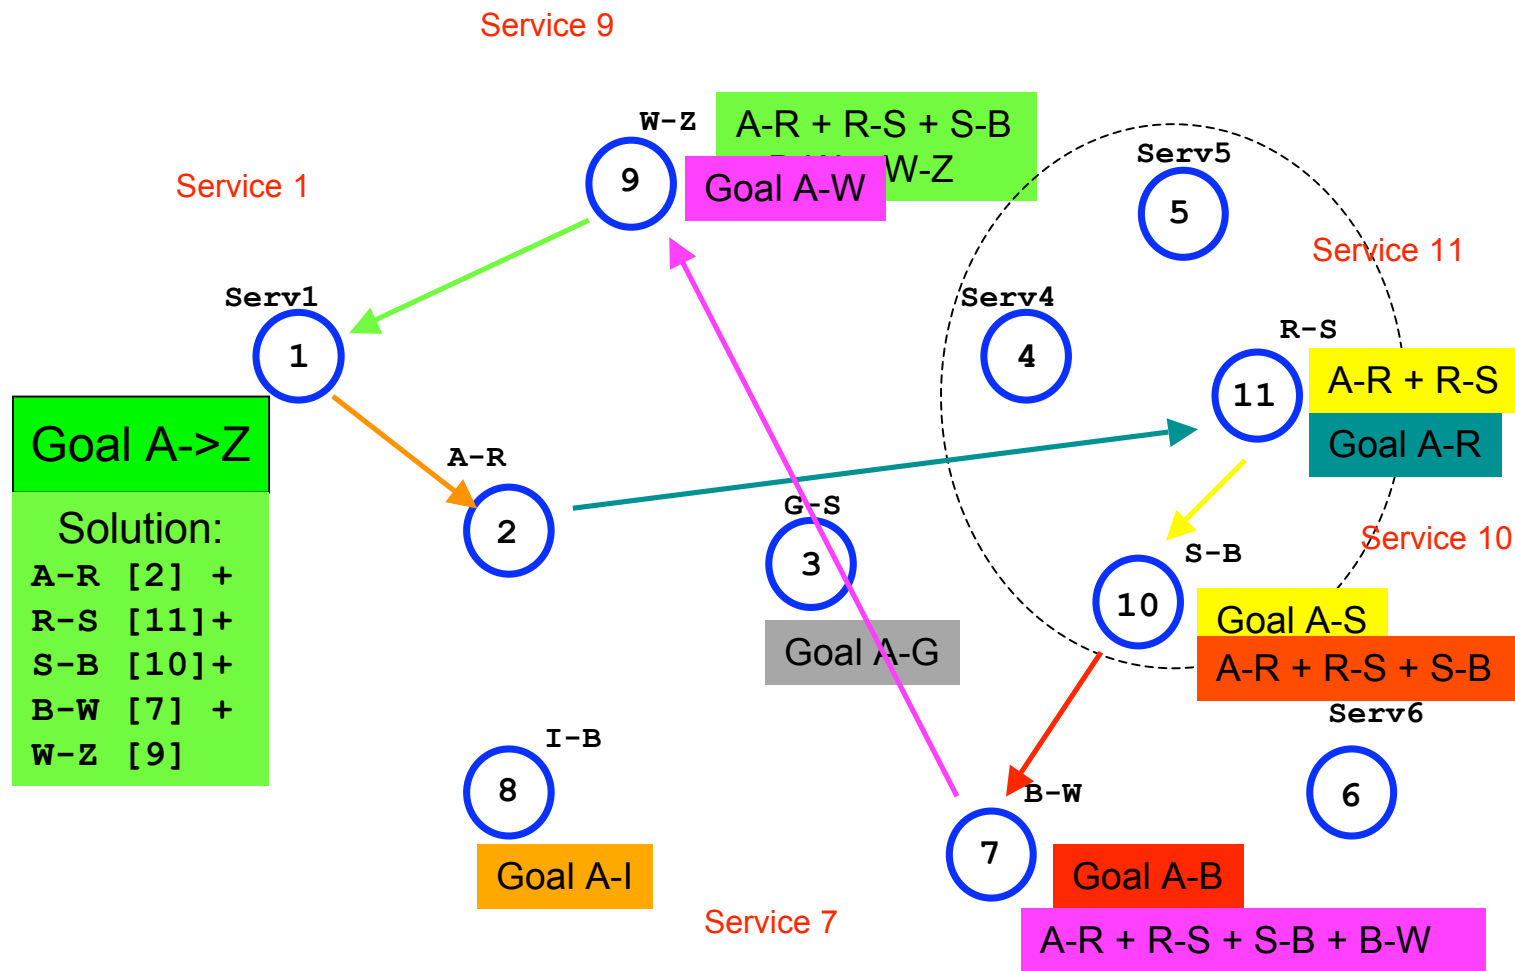 Service 9
W-Z
A-R + R-S + S-B
W-Z
Goal A-W
9
Service 1
Serv5
5
Service 11
Serv1
1
Serv4
4
R-S
11
A-R + R-S
Goal A-R
Goal A->Z
Solution:
A-R [2] +
R-S [11]+
S-B [10]+
B-W [7] +
W-Z [9]
A-R
2
G-S
3
Goal A-G
Service 10
S-B
10
Goal A-S
A-R + R-S + S-B
Serv6
6
I-B
8
Goal A-I
B-W
7
Goal A-B
A-R + R-S + S-B + B-W
Service 7